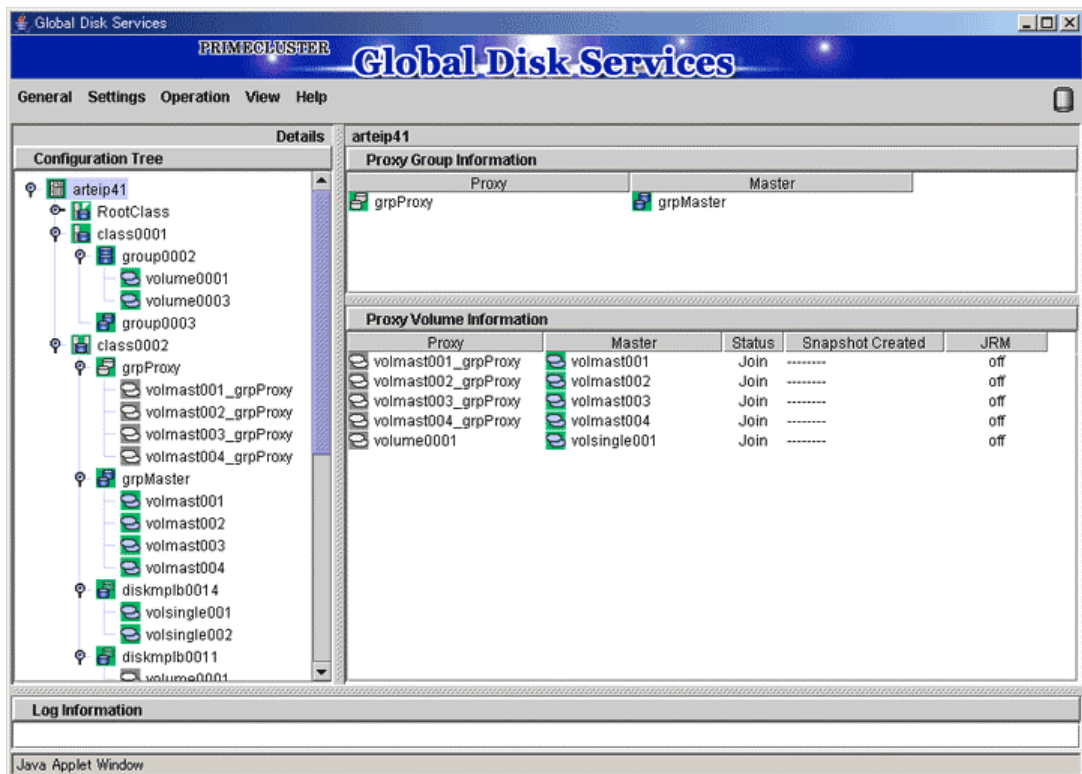 Global Disk Services
PRIMECLUSTER
Global Disk Services
General Settings Operation View Help
Details
Configuration Tree
arteip41
RootClass
class0001
group0002
volume0001
volume0003
group0003
class0002
grpProxy
volmast001_grpProxy
volmast002_grpProxy
volmast003_grpProxy
volmast004_grpProxy
grpMaster
volmast001
volmast002
volmast003
volmast004
diskmplb0014
volsingle001
volsingle002
diskmplb0011
volume0001
arteip41
Proxy Group Information
Proxy Master
grpProxy grpMaster
Proxy Volume Information
Proxy Master Status Snapshot Created JRM
volmast001_grpProxy volmast001 Join -------- off
volmast002_grpProxy volmast002 Join -------- off
volmast003_grpProxy volmast003 Join -------- off
volmast004_grpProxy volmast004 Join -------- off
volume0001 volsingle001 Join -------- off
Log Information
Java Applet Window